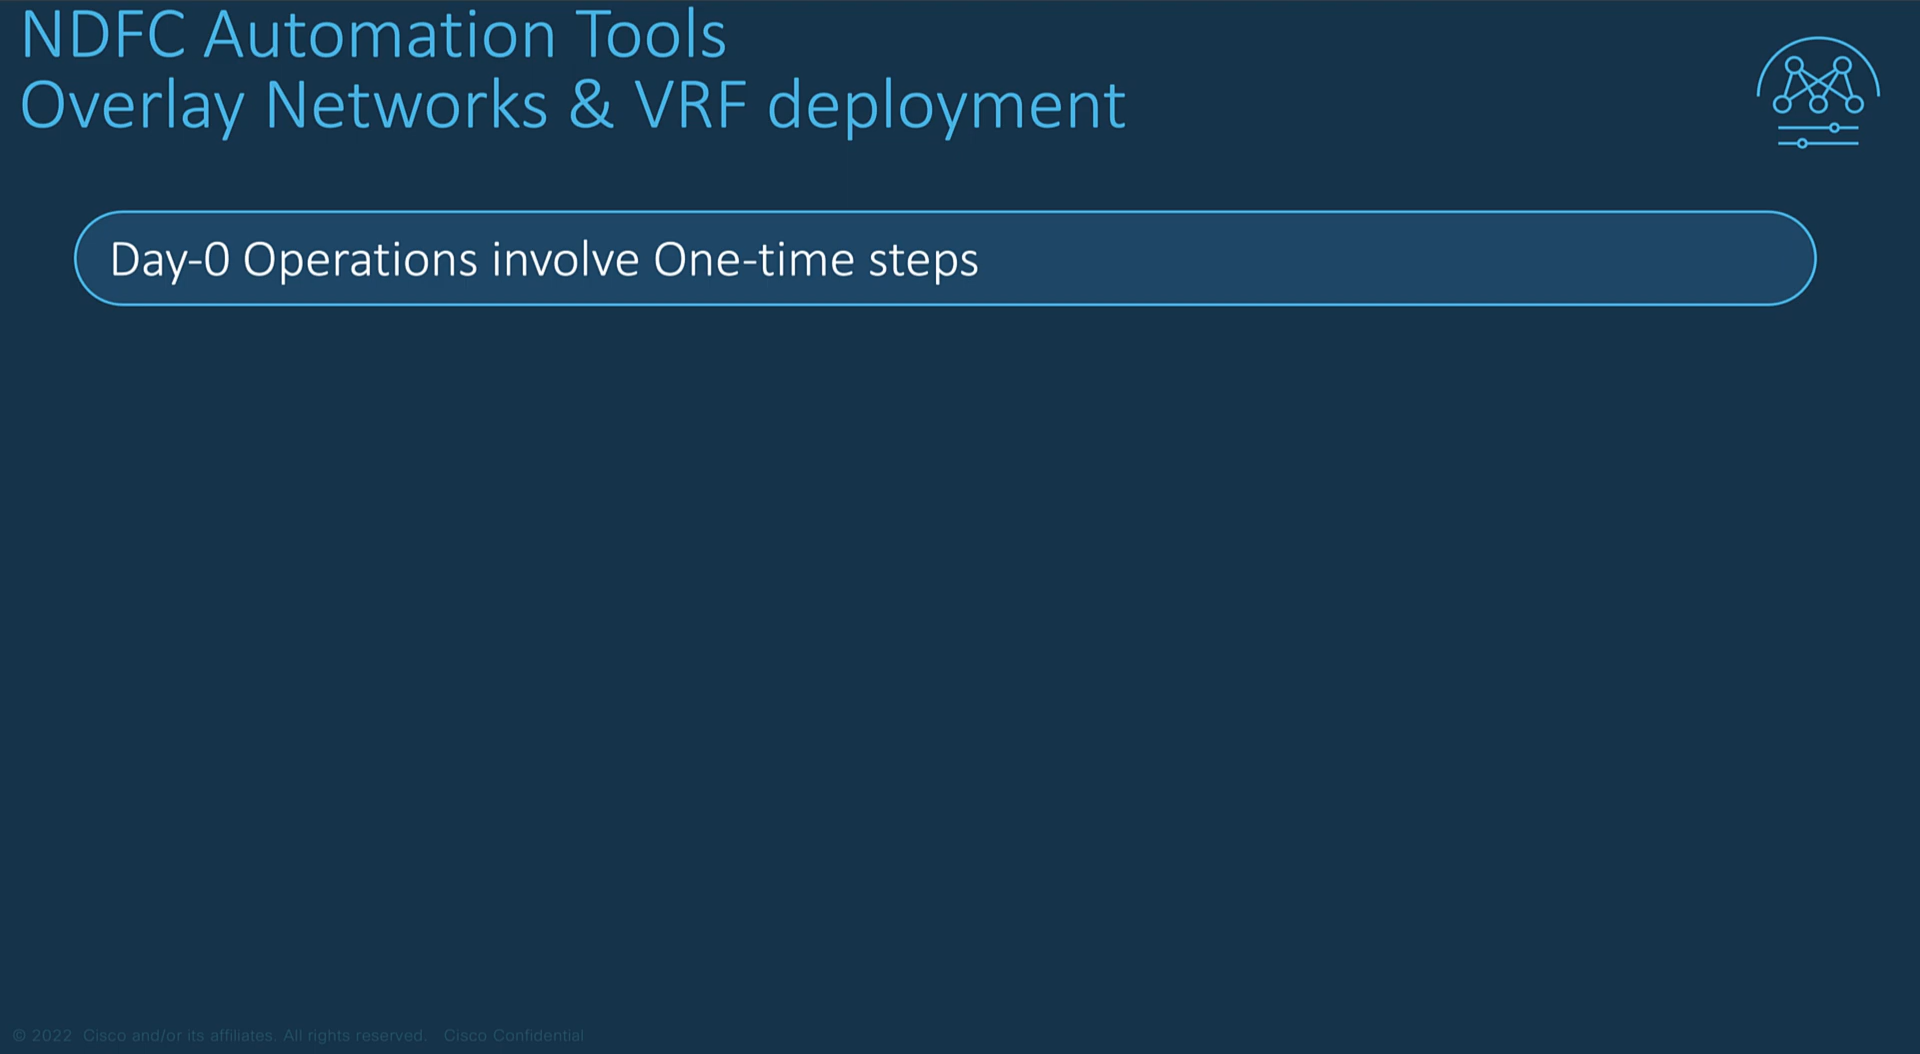 NDFC Automation Tools
Overlay Networks & VRF deployment
Day-0 Operations involve One-time steps
© 2022 Cisco and/or its affiliates. All rights reserved. Cisco Confidential